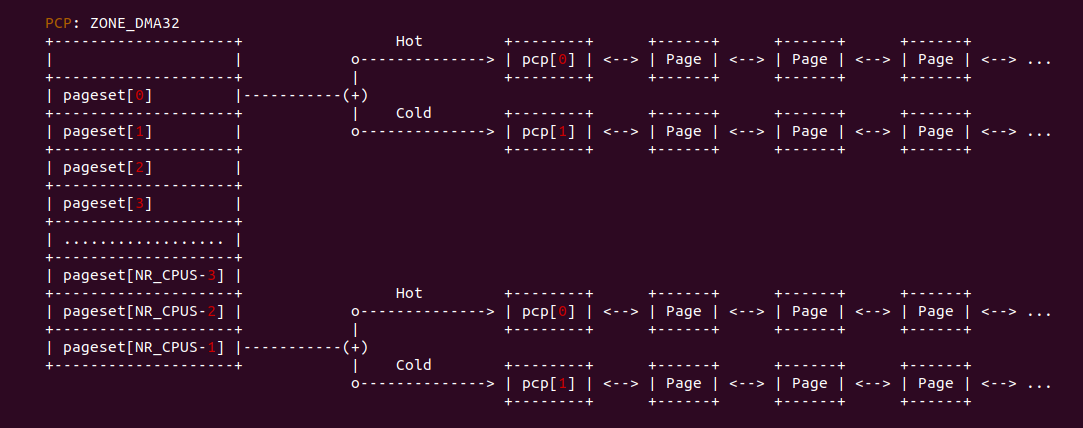 PCP: ZONE_DMA32
+--------------------+                 Hot         +--------+      +------+      +------+      +------+
|                    |            o--------------> | pcp[0] | <--> | Page | <--> | Page | <--> | Page | <--> ...
+--------------------+            |                +--------+      +------+      +------+      +------+
| pageset[0]         |-----------(+)
+--------------------+            |    Cold        +--------+      +------+      +------+      +------+
| pageset[1]         |            o--------------> | pcp[1] | <--> | Page | <--> | Page | <--> | Page | <--> ...
+--------------------+                             +--------+      +------+      +------+      +------+
| pageset[2]         |
+--------------------+
| pageset[3]         |
+--------------------+
| .................. |
+--------------------+
| pageset[NR_CPUS-3] |
+--------------------+                 Hot         +--------+      +------+      +------+      +------+
| pageset[NR_CPUS-2] |            o--------------> | pcp[0] | <--> | Page | <--> | Page | <--> | Page | <--> ...
+--------------------+            |                +--------+      +------+      +------+      +------+
| pageset[NR_CPUS-1] |-----------(+)
+--------------------+            |    Cold        +--------+      +------+      +------+      +------+
                                  o--------------> | pcp[1] | <--> | Page | <--> | Page | <--> | Page | <--> ...
                                                   +--------+      +------+      +------+      +------+